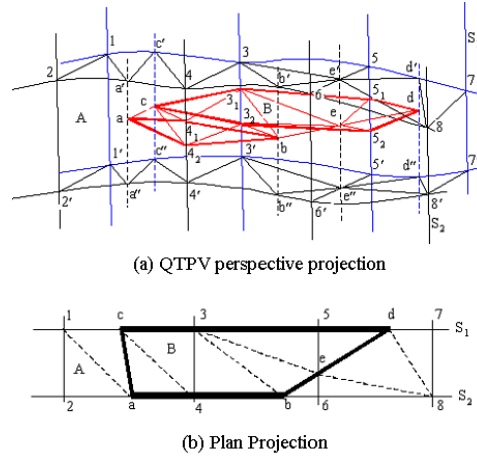 c' 3 5 d' S
1 4 b' e' 7
2 a' c 3₁ B 6 5₁ d
A a 4₁ 3₂ e 8
4₂ b 5₂
1' c" 3' 5' d" 7'
2' a" 4' b" 6' e" 8'
S₂
(a) QTPV perspective projection
1 c 3 5 d 7
S₁
A B e
2 a 4 b 6 8
S₂
(b) Plan Projection